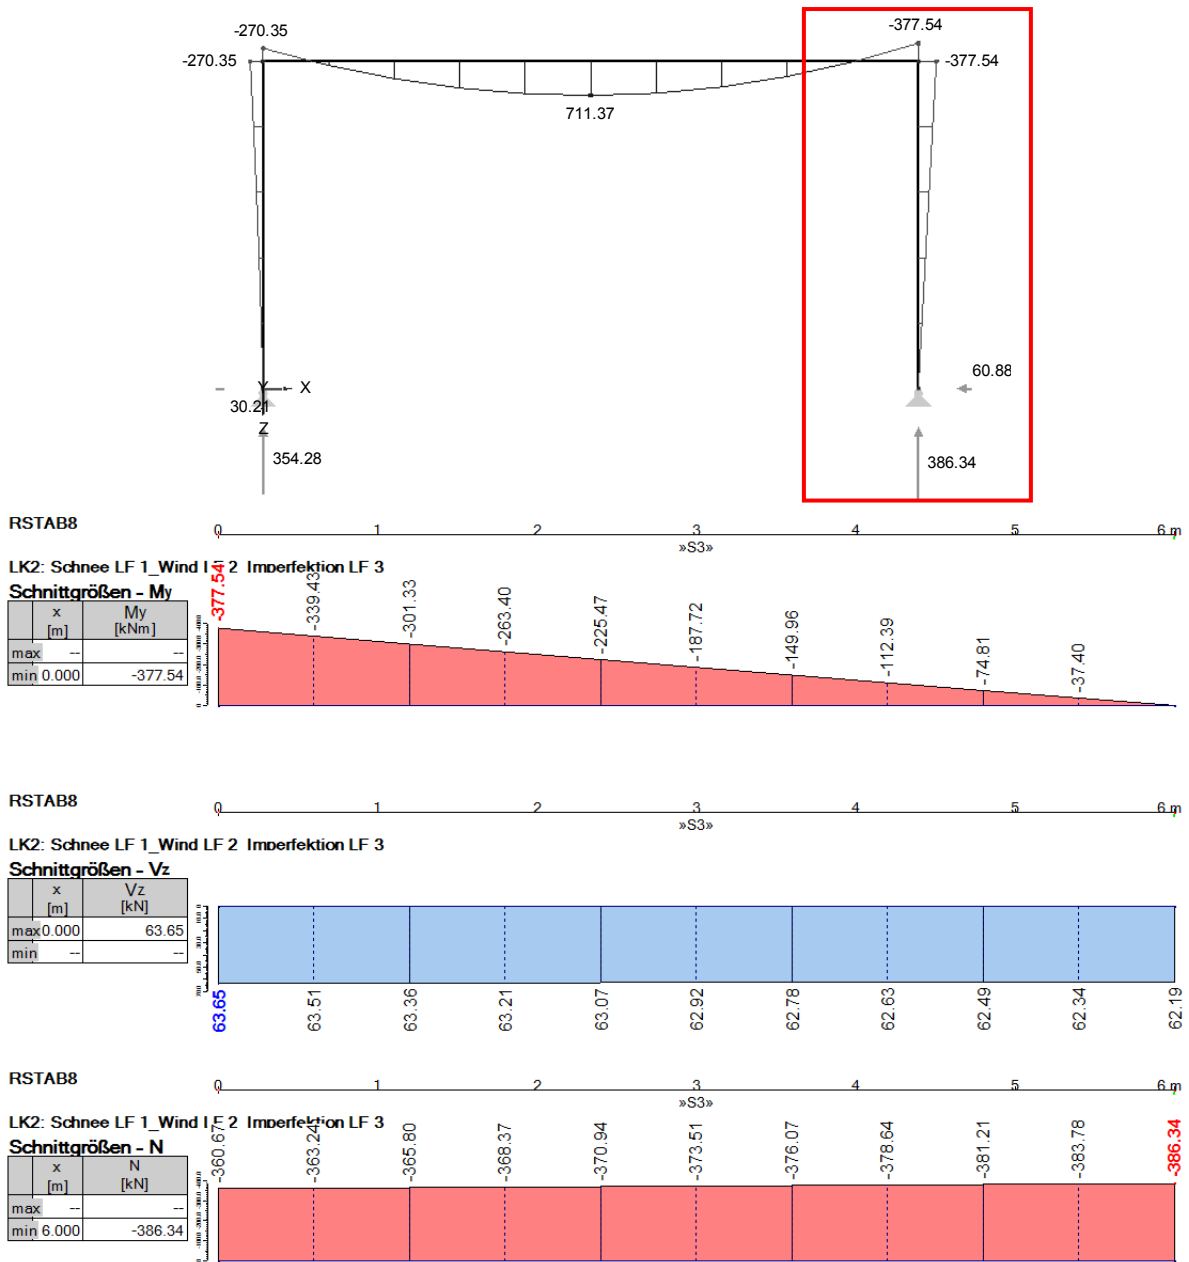 -270.35
-377.54
-270.35
-377.54
711.37
Y X
60.88
30.21
Z
354.28
386.34
RSTAB8
0 1 2 3 4 5 6 m
»S3»
LK2: Schnee LF 1_Wind LF 2_Imperfektion LF 3
Schnittgrößen - My
x My
[m] [kNm]
max -- --
min 0.000 -377.54
-377.54 -339.43 -301.33 -263.40 -225.47 -187.72 -149.96 -112.39 -74.81 -37.40
RSTAB8
0 1 2 3 4 5 6 m
»S3»
LK2: Schnee LF 1_Wind LF 2_Imperfektion LF 3
Schnittgrößen - Vz
x Vz
[m] [kN]
max 0.000 63.65
min -- --
63.65 63.51 63.36 63.21 63.07 62.92 62.78 62.63 62.49 62.34 62.19
RSTAB8
0 1 2 3 4 5 6 m
»S3»
LK2: Schnee LF 1_Wind LF 2_Imperfektion LF 3
Schnittgrößen - N
x N
[m] [kN]
max -- --
min 6.000 -386.34
-360.67 -363.24 -365.80 -368.37 -370.94 -373.51 -376.07 -378.64 -381.21 -383.78 -386.34